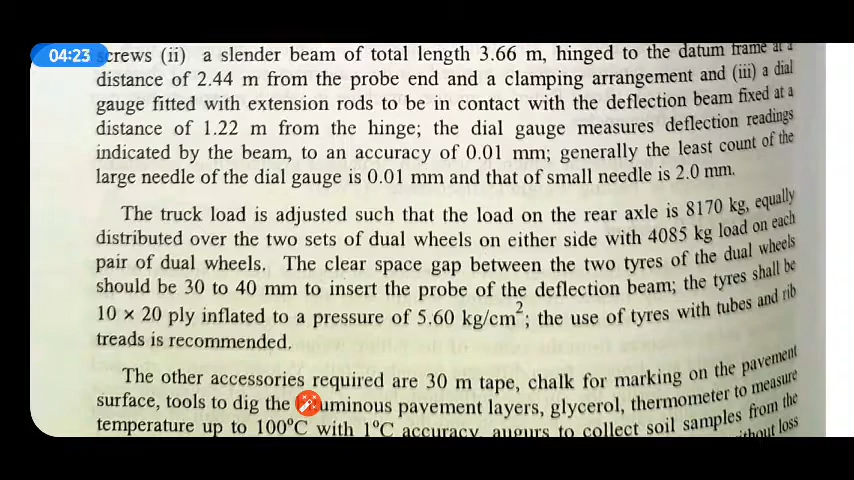 04:23
screws (ii) a slender beam of total length 3.66 m, hinged to the datum frame at a
distance of 2.44 m from the probe end and a clamping arrangement and (iii) a dial
gauge fitted with extension rods to be in contact with the deflection beam fixed at a
distance of 1.22 m from the hinge; the dial gauge measures deflection readings
indicated by the beam, to an accuracy of 0.01 mm; generally the least count of the
large needle of the dial gauge is 0.01 mm and that of small needle is 2.0 mm.
The truck load is adjusted such that the load on the rear axle is 8170 kg, equally
distributed over the two sets of dual wheels on either side with 4085 kg load on each
pair of dual wheels. The clear space gap between the two tyres of the dual wheels
should be 30 to 40 mm to insert the probe of the deflection beam; the tyres shall be
10 × 20 ply inflated to a pressure of 5.60 kg/cm²; the use of tyres with tubes and rib
treads is recommended.
The other accessories required are 30 m tape, chalk for marking on the pavement
surface, tools to dig the uminous pavement layers, glycerol, thermometer to measure
temperature up to 100°C with 1°C accuracy, augurs to collect soil samples from the
without loss